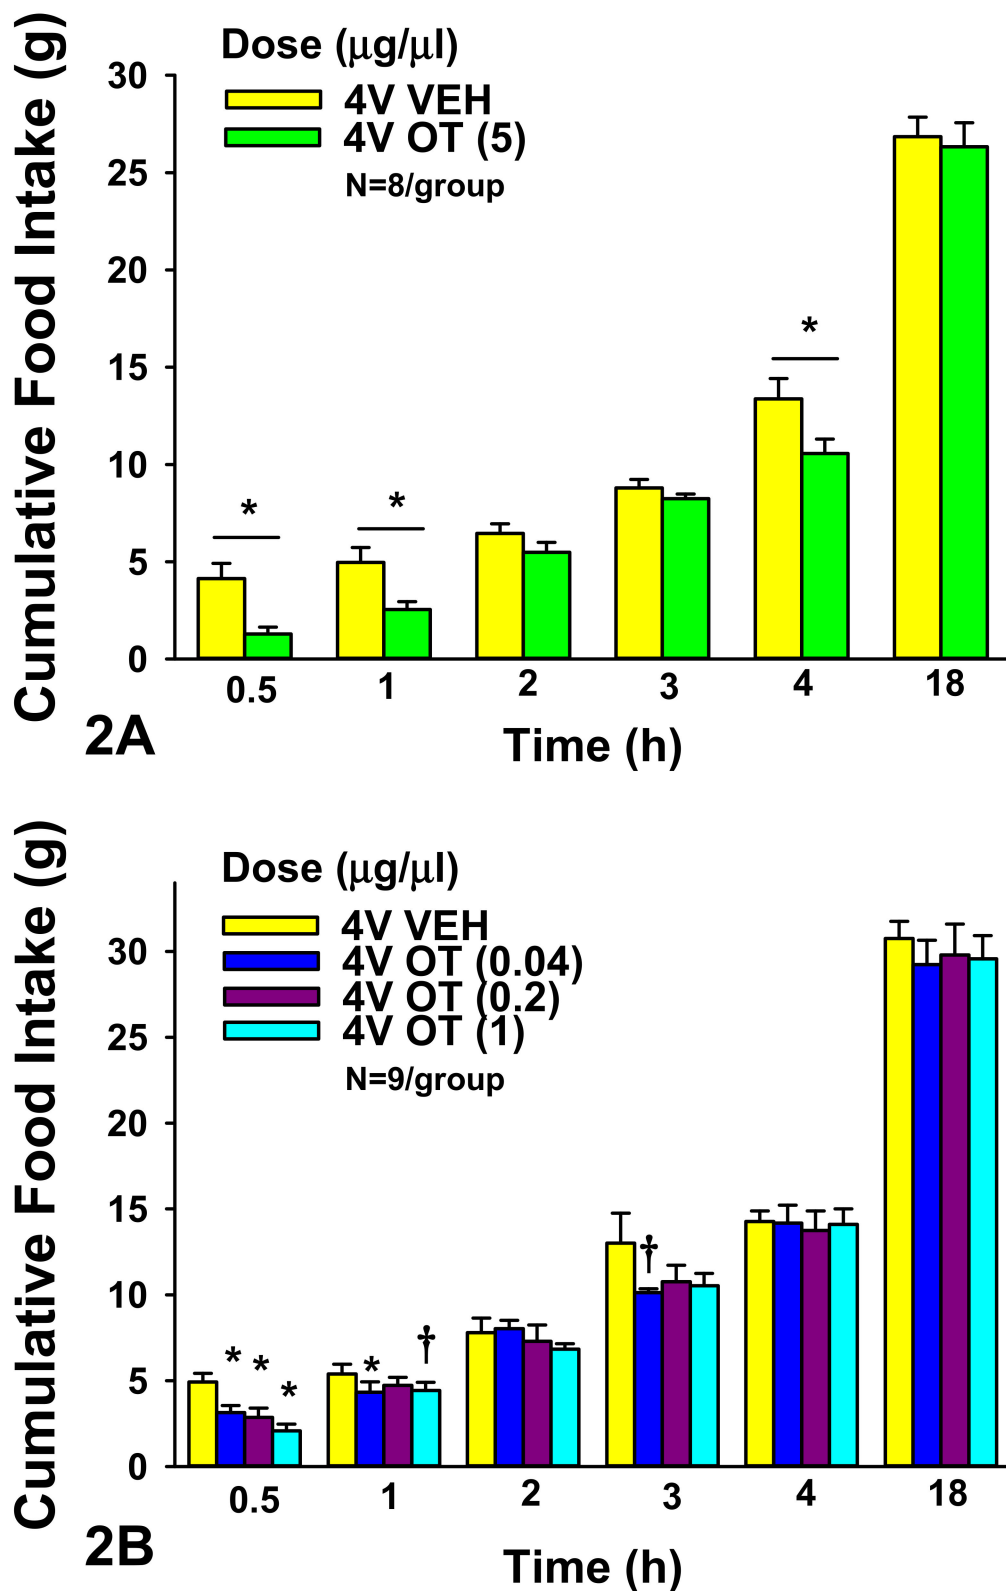 Cumulative Food Intake (g)
Dose (μg/μl)
4V VEH
4V OT (5)
N=8/group
30
25
20
15
10
5
0
*
*
*
0.5 1 2 3 4 18
2A
Time (h)
Cumulative Food Intake (g)
Dose (μg/μl)
4V VEH
4V OT (0.04)
4V OT (0.2)
4V OT (1)
N=9/group
30
25
20
15
10
5
0
* * *
* †
†
0.5 1 2 3 4 18
2B
Time (h)